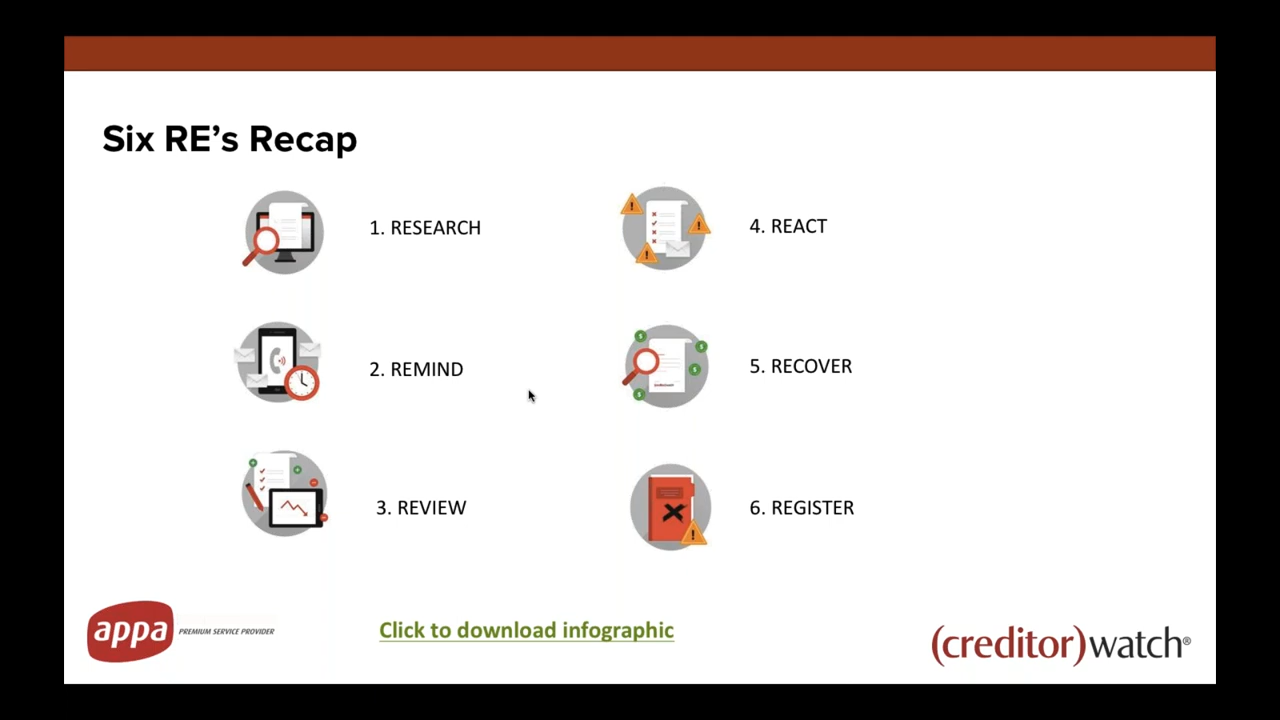 Six RE's Recap
1. RESEARCH
2. REMIND
3. REVIEW
4. REACT
5. RECOVER
6. REGISTER
appa PREMIUM SERVICE PROVIDER
Click to download infographic
(creditor)watch®